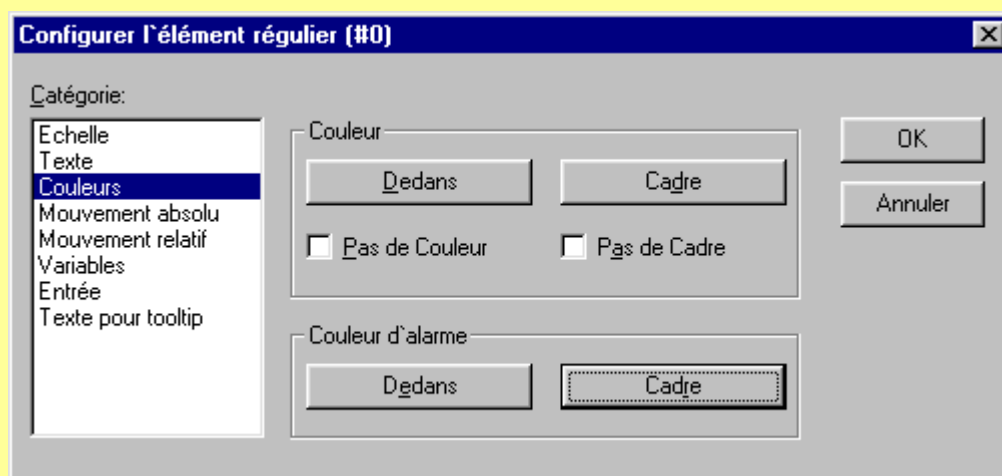 Configurer l`élément régulier (#0)
Catégorie:
Echelle
Texte
Couleurs
Mouvement absolu
Mouvement relatif
Variables
Entrée
Texte pour tooltip
Couleur
Dedans
Cadre
Pas de Couleur
Pas de Cadre
Couleur d`alarme
Dedans
Cadre
OK
Annuler